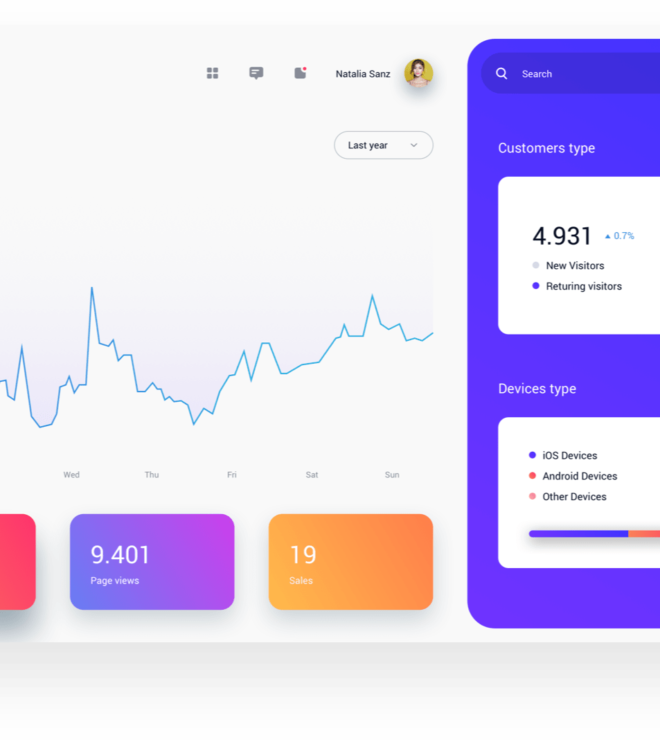 Natalia Sanz
Search
Last year
Customers type
4.931
0.7%
New Visitors
Returing visitors
Devices type
iOS Devices
Android Devices
Other Devices
Wed
Thu
Fri
Sat
Sun
9.401
Page views
19
Sales